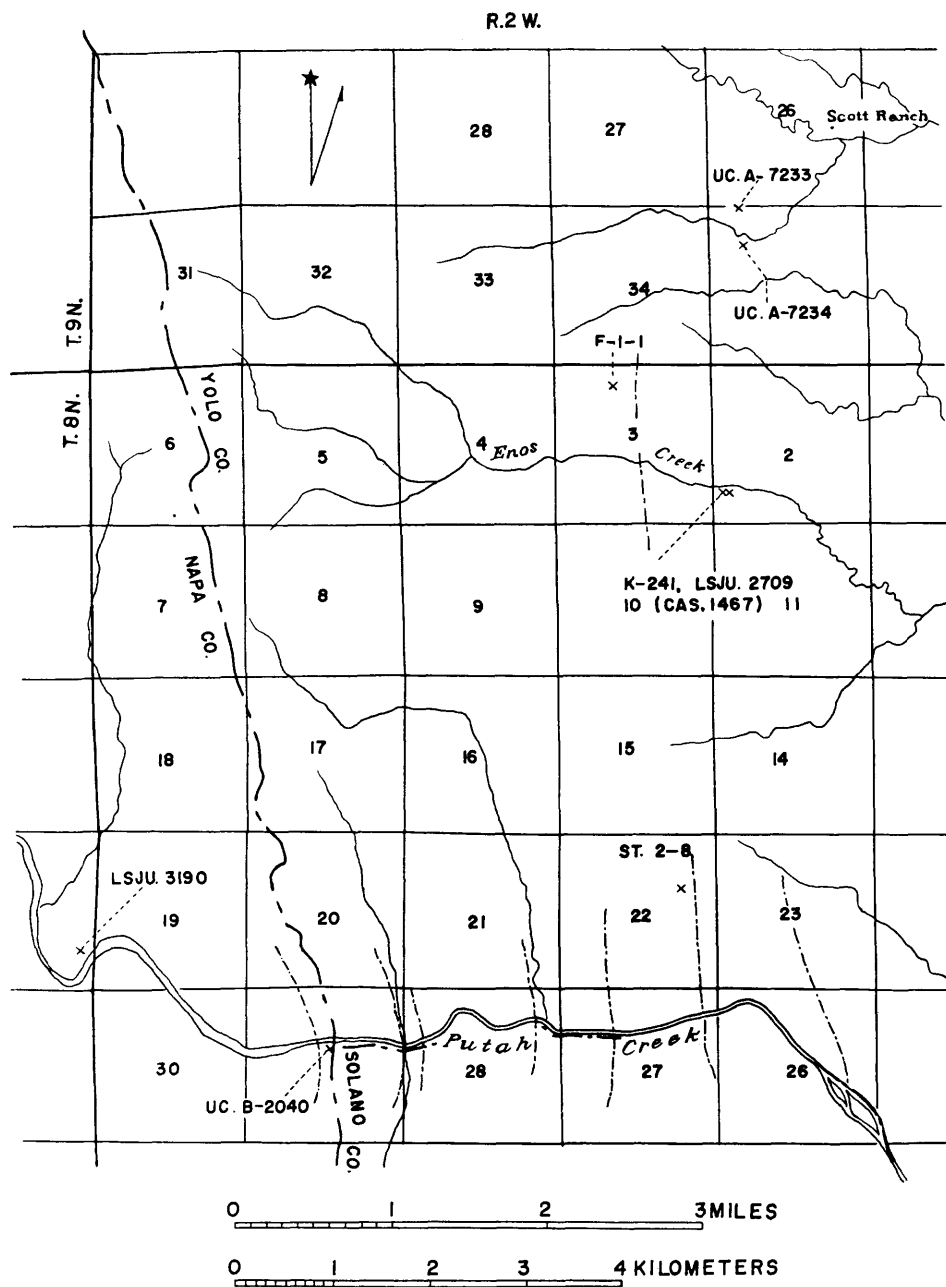 R.2 W.
28
27
26
Scott Ranch
UC. A-7233
31
32
33
34
UC. A-7234
T.9N.
T.8N.
F-1-1
YOLO CO.
6
5
4
Enos Creek
3
2
NAPA CO.
7
8
9
K-241, LSJU. 2709
10 (CAS. 1467) 11
18
17
16
15
14
LSJU. 3190
ST. 2-8
19
20
21
22
23
Putah Creek
30
28
27
26
UC. B-2040
SOLANO CO.
0 1 2 3 MILES
0 1 2 3 4 KILOMETERS